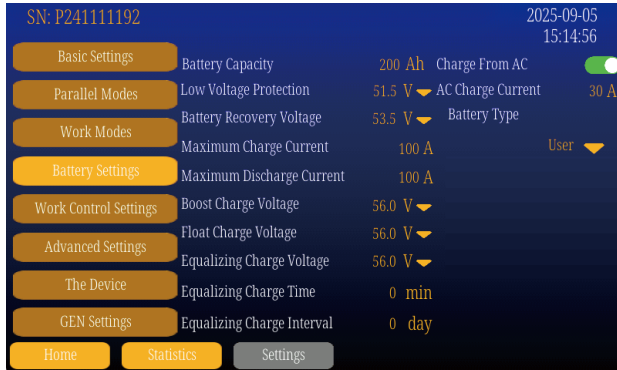 SN: P241111192
2025-09-05
15:14:56
Basic Settings
Parallel Modes
Work Modes
Battery Settings
Work Control Settings
Advanced Settings
The Device
GEN Settings
Battery Capacity 200 Ah
Low Voltage Protection 51.5 V
Battery Recovery Voltage 53.5 V
Maximum Charge Current 100 A
Maximum Discharge Current 100 A
Boost Charge Voltage 56.0 V
Float Charge Voltage 56.0 V
Equalizing Charge Voltage 56.0 V
Equalizing Charge Time 0 min
Equalizing Charge Interval 0 day
Charge From AC
AC Charge Current 30 A
Battery Type
User
Home
Statistics
Settings